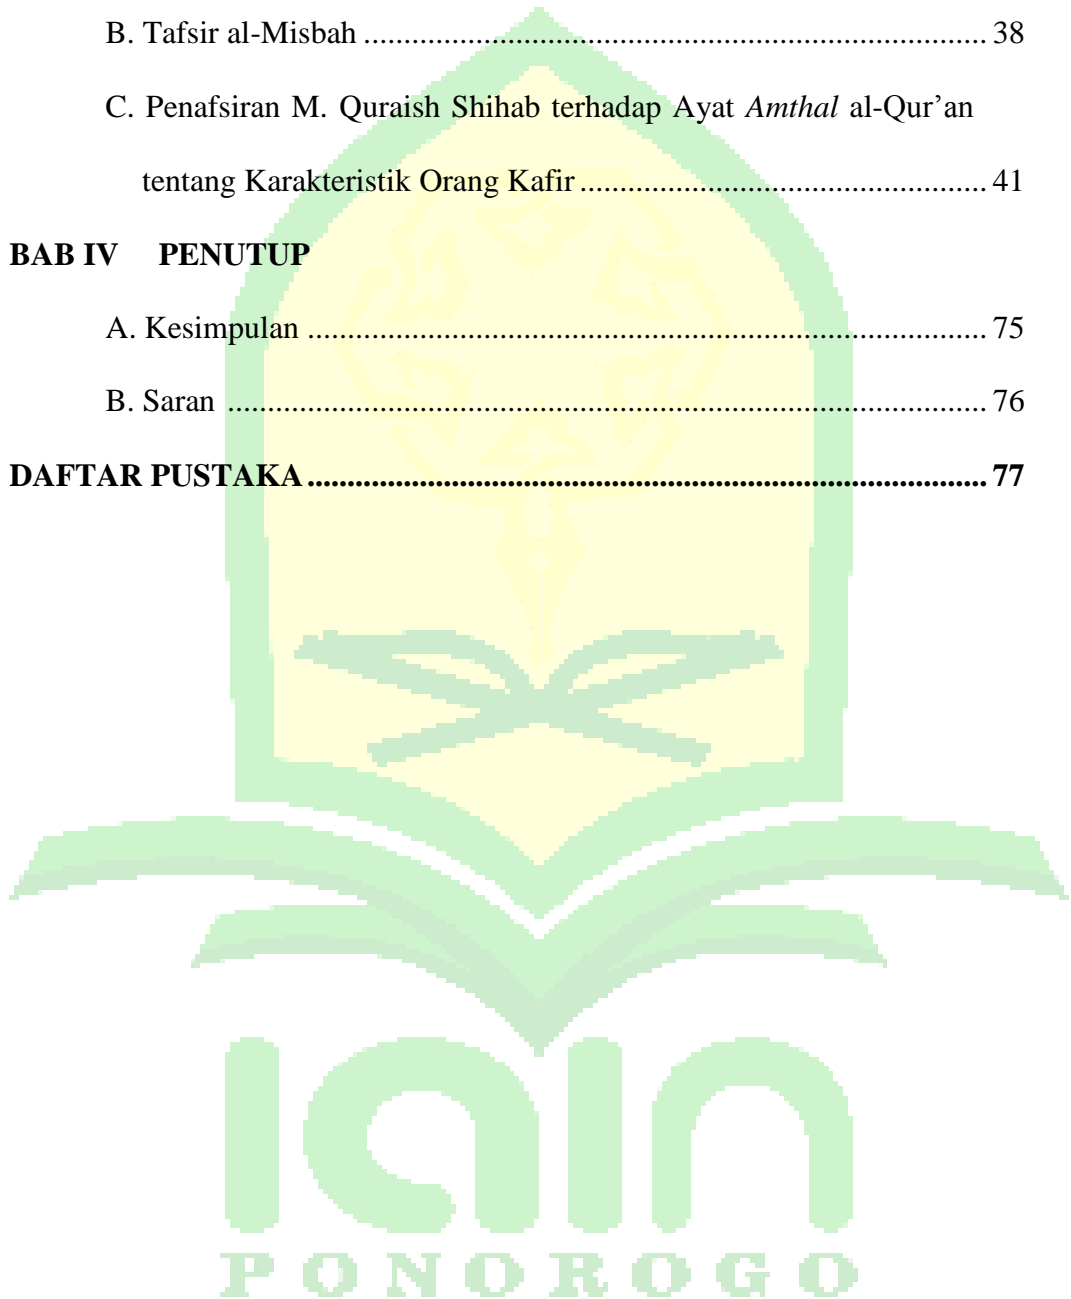 B. Tafsir al-Misbah ............................................................................... 38
C. Penafsiran M. Quraish Shihab terhadap Ayat Amthal al-Qur’an
tentang Karakteristik Orang Kafir ................................................... 41
BAB IV PENUTUP
A. Kesimpulan ...................................................................................... 75
B. Saran ................................................................................................ 76
DAFTAR PUSTAKA ...................................................................................... 77
iain
PONOROGO